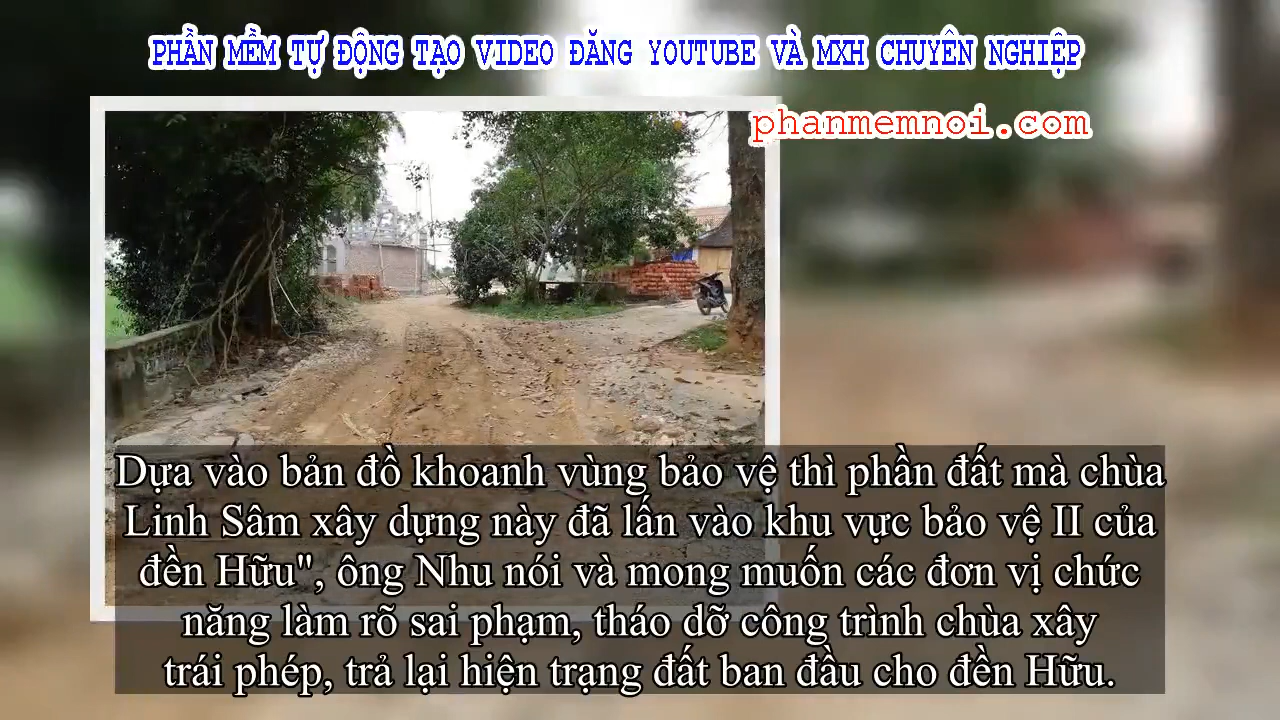 PHẦN MỀM TỰ ĐỘNG TẠO VIDEO ĐĂNG YOUTUBE VÀ MXH CHUYÊN NGHIỆP
phanmemnoi.com
Dựa vào bản đồ khoanh vùng bảo vệ thì phần đất mà chùa
Linh Sâm xây dựng này đã lấn vào khu vực bảo vệ II của
đền Hữu", ông Nhu nói và mong muốn các đơn vị chức
năng làm rõ sai phạm, tháo dỡ công trình chùa xây
trái phép, trả lại hiện trạng đất ban đầu cho đền Hữu.